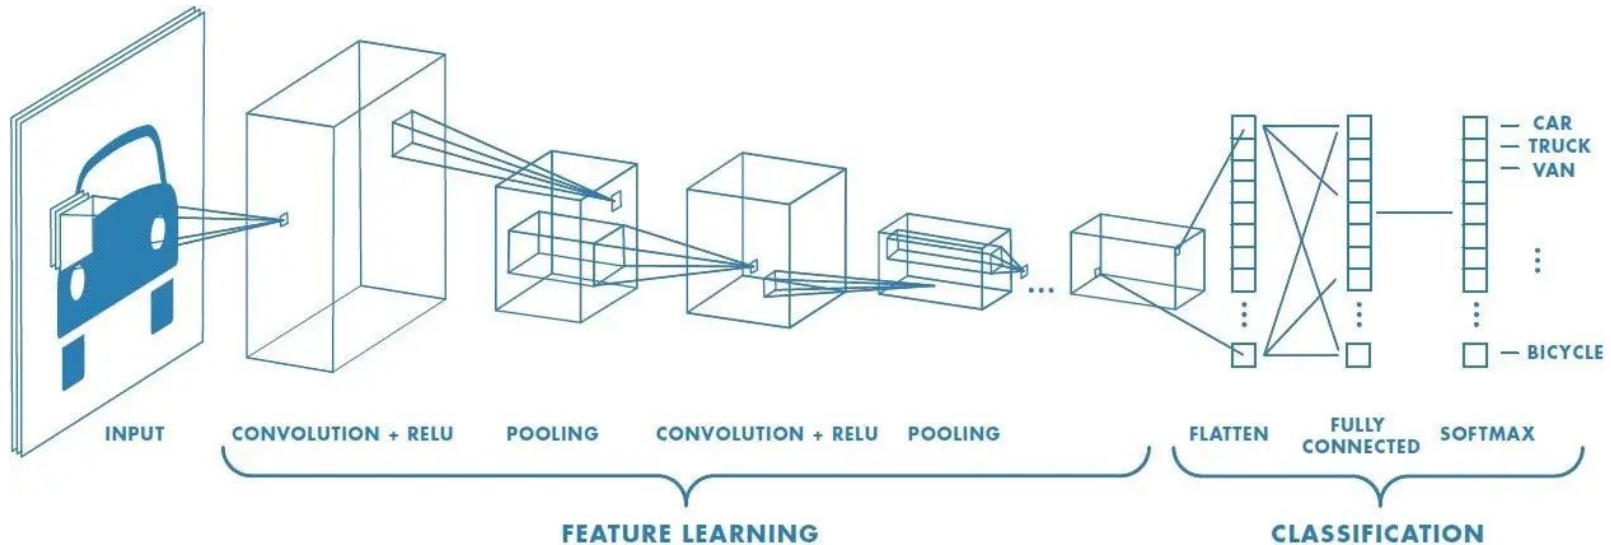 CAR
TRUCK
VAN
BICYCLE
INPUT
CONVOLUTION + RELU
POOLING
CONVOLUTION + RELU
POOLING
FLATTEN
FULLY
CONNECTED
SOFTMAX
FEATURE LEARNING
CLASSIFICATION